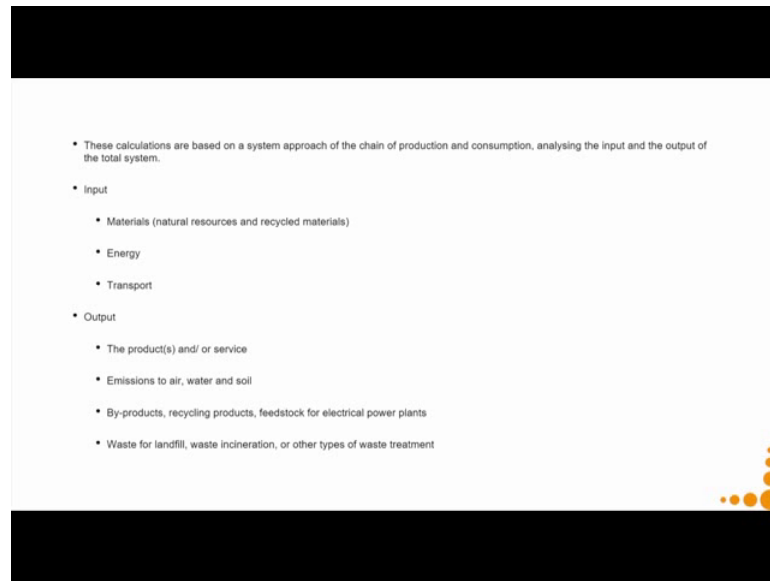 • These calculations are based on a system approach of the chain of production and consumption, analysing the input and the output of
the total system.
• Input
• Materials (natural resources and recycled materials)
• Energy
• Transport
• Output
• The product(s) and/ or service
• Emissions to air, water and soil
• By-products, recycling products, feedstock for electrical power plants
• Waste for landfill, waste incineration, or other types of waste treatment